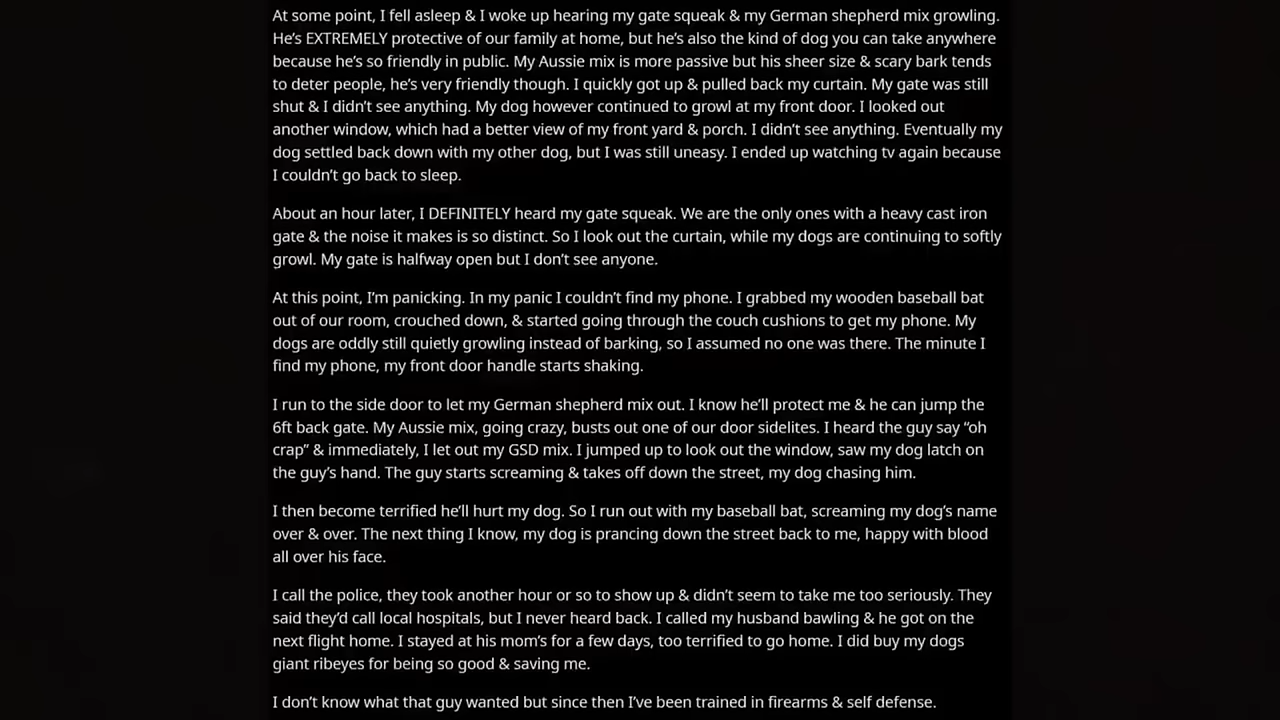 At some point, I fell asleep & I woke up hearing my gate squeak & my German shepherd mix growling.
He’s EXTREMELY protective of our family at home, but he’s also the kind of dog you can take anywhere
because he’s so friendly in public. My Aussie mix is more passive but his sheer size & scary bark tends
to deter people, he’s very friendly though. I quickly got up & pulled back my curtain. My gate was still
shut & I didn’t see anything. My dog however continued to growl at my front door. I looked out
another window, which had a better view of my front yard & porch. I didn’t see anything. Eventually my
dog settled back down with my other dog, but I was still uneasy. I ended up watching tv again because
I couldn’t go back to sleep.
About an hour later, I DEFINITELY heard my gate squeak. We are the only ones with a heavy cast iron
gate & the noise it makes is so distinct. So I look out the curtain, while my dogs are continuing to softly
growl. My gate is halfway open but I don’t see anyone.
At this point, I’m panicking. In my panic I couldn’t find my phone. I grabbed my wooden baseball bat
out of our room, crouched down, & started going through the couch cushions to get my phone. My
dogs are oddly still quietly growling instead of barking, so I assumed no one was there. The minute I
find my phone, my front door handle starts shaking.
I run to the side door to let my German shepherd mix out. I know he’ll protect me & he can jump the
6ft back gate. My Aussie mix, going crazy, busts out one of our door sidelites. I heard the guy say “oh
crap” & immediately, I let out my GSD mix. I jumped up to look out the window, saw my dog latch on
the guy’s hand. The guy starts screaming & takes off down the street, my dog chasing him.
I then become terrified he’ll hurt my dog. So I run out with my baseball bat, screaming my dog’s name
over & over. The next thing I know, my dog is prancing down the street back to me, happy with blood
all over his face.
I call the police, they took another hour or so to show up & didn’t seem to take me too seriously. They
said they’d call local hospitals, but I never heard back. I called my husband bawling & he got on the
next flight home. I stayed at his mom’s for a few days, too terrified to go home. I did buy my dogs
giant ribeyes for being so good & saving me.
I don’t know what that guy wanted but since then I’ve been trained in firearms & self defense.